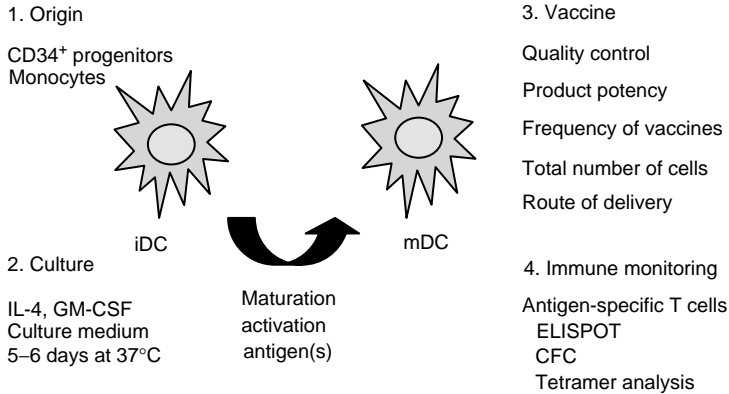 1. Origin
CD34+ progenitors
Monocytes
iDC
2. Culture
IL-4, GM-CSF
Culture medium
5–6 days at 37°C
Maturation
activation
antigen(s)
mDC
3. Vaccine
Quality control
Product potency
Frequency of vaccines
Total number of cells
Route of delivery
4. Immune monitoring
Antigen-specific T cells
ELISPOT
CFC
Tetramer analysis